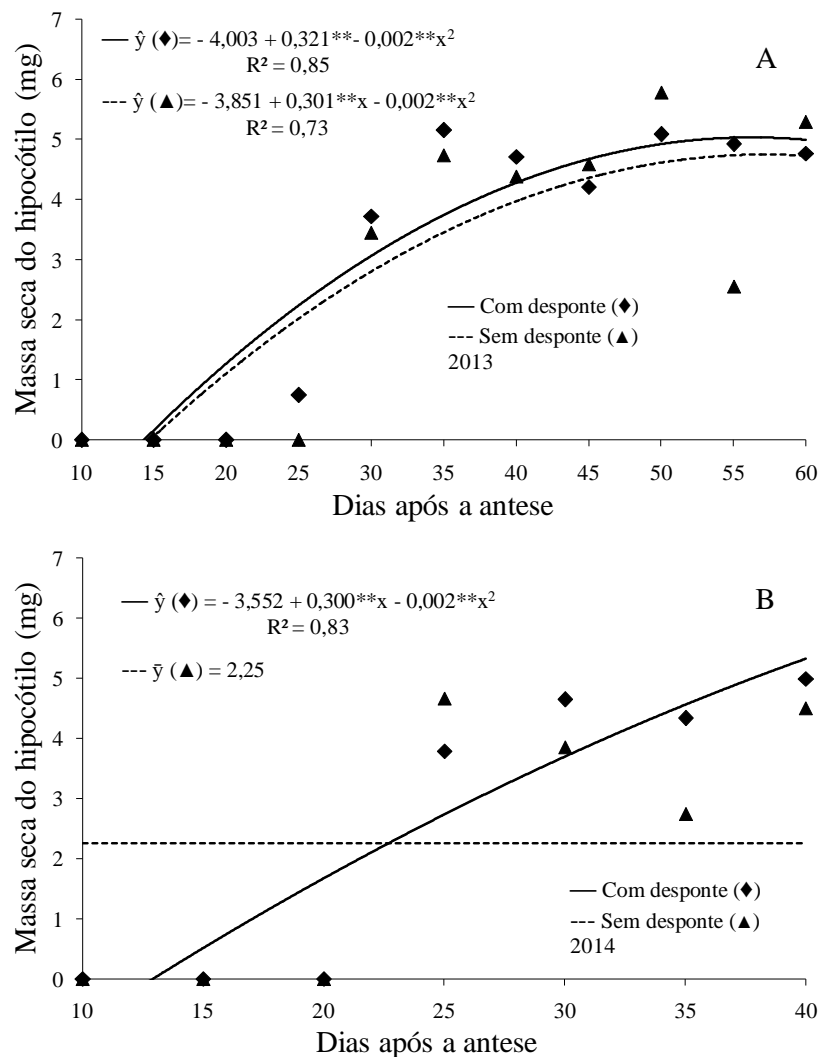 A
— ŷ (♦)= - 4,003 + 0,321**- 0,002**x²
R² = 0,85
---- ŷ (▲)= - 3,851 + 0,301**x - 0,002**x²
R² = 0,73
Massa seca do hipocótilo (mg)
7
6
5
4
3
2
1
0
— Com desponte (♦)
---- Sem desponte (▲)
2013
10 15 20 25 30 35 40 45 50 55 60
Dias após a antese
B
— ŷ (♦) = - 3,552 + 0,300**x - 0,002**x²
R² = 0,83
--- ȳ (▲) = 2,25
Massa seca do hipocótilo (mg)
7
6
5
4
3
2
1
0
— Com desponte (♦)
--- Sem desponte (▲)
2014
10 15 20 25 30 35 40
Dias após a antese